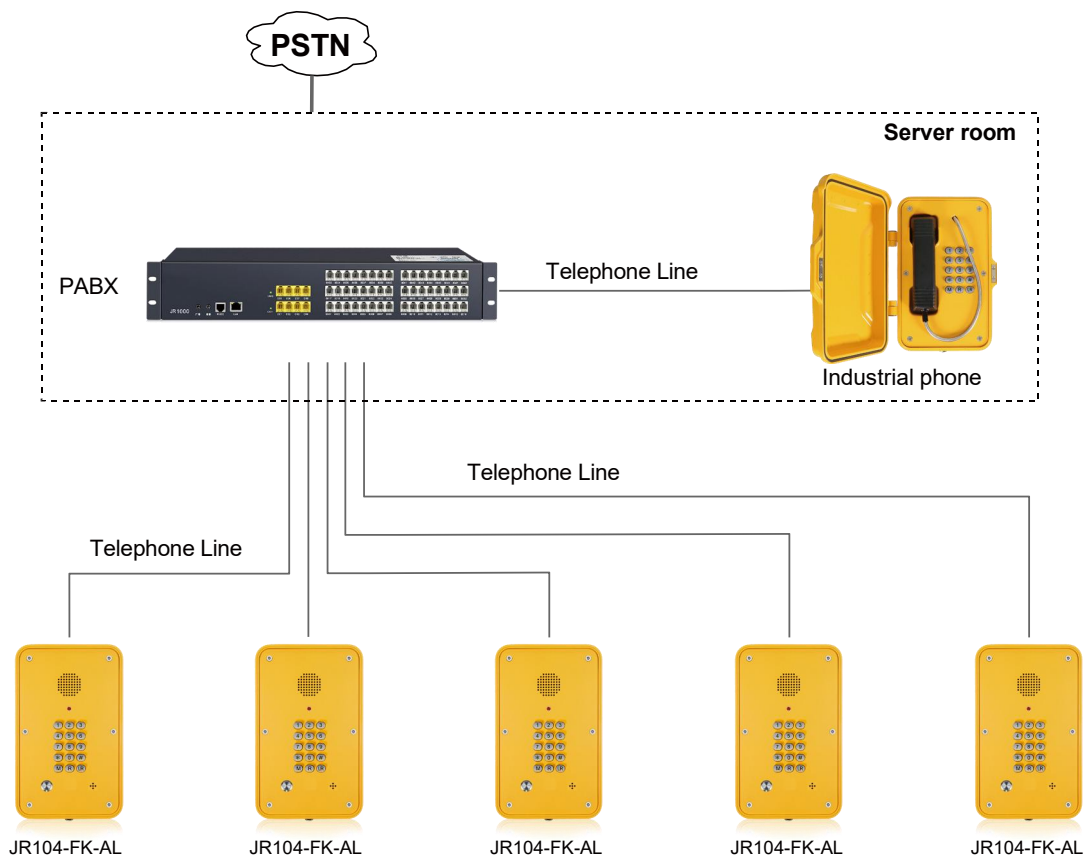 PSTN
Server room
PABX
JR1000
Telephone Line
Industrial phone
Telephone Line
Telephone Line
JR104-FK-AL
JR104-FK-AL
JR104-FK-AL
JR104-FK-AL
JR104-FK-AL